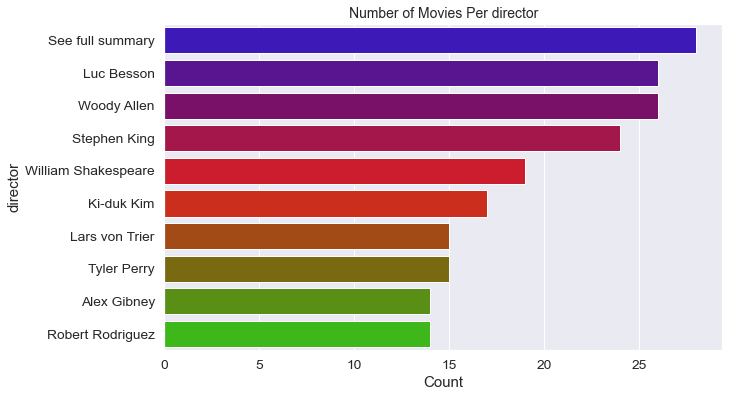 Number of Movies Per director
See full summary
Luc Besson
Woody Allen
Stephen King
William Shakespeare
Ki-duk Kim
Lars von Trier
Tyler Perry
Alex Gibney
Robert Rodriguez
director
0 5 10 15 20 25
Count